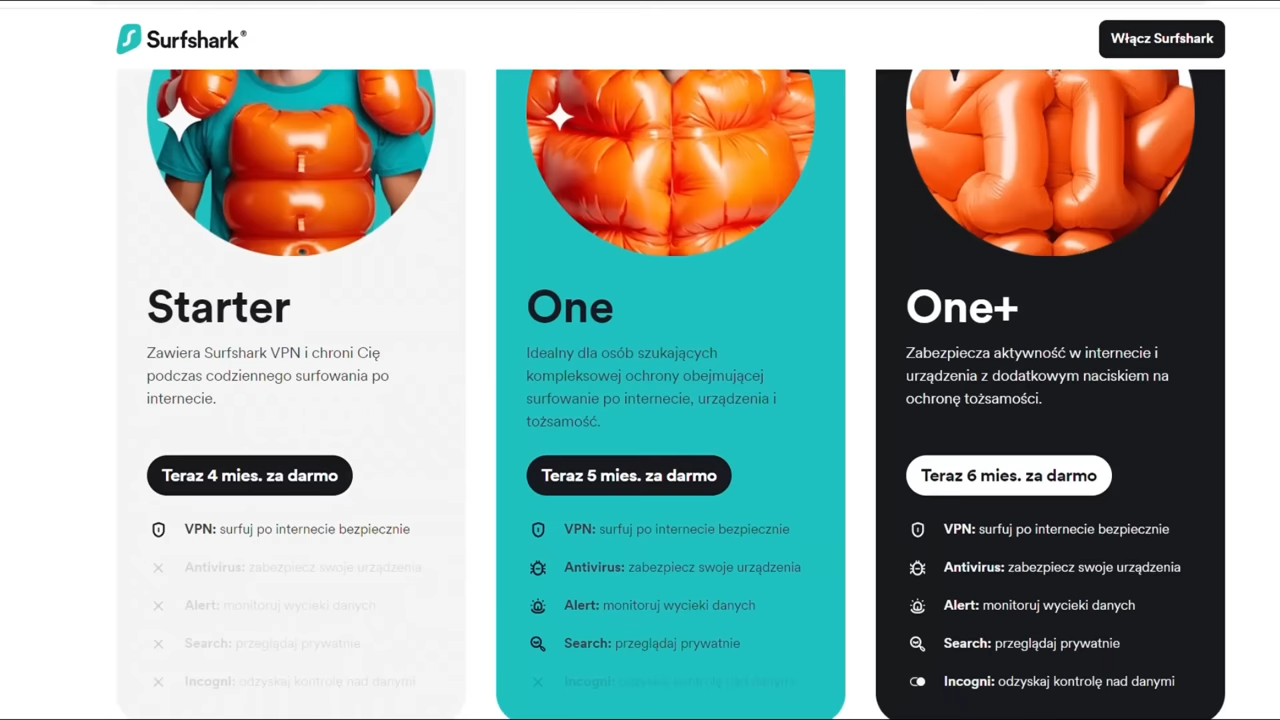 Surfshark®
Włącz Surfshark
Starter
Zawiera Surfshark VPN i chroni Cię
podczas codziennego surfowania po
internecie.
Teraz 4 mies. za darmo
VPN: surfuj po internecie bezpiecznie
Antivirus: zabezpiecz swoje urządzenia
Alert: monitoruj wycieki danych
Search: przeglądaj prywatnie
Incogni: odzyskaj kontrolę nad danymi
One
Idealny dla osób szukających
kompleksowej ochrony obejmującej
surfowanie po internecie, urządzenia i
tożsamość.
Teraz 5 mies. za darmo
VPN: surfuj po internecie bezpiecznie
Antivirus: zabezpiecz swoje urządzenia
Alert: monitoruj wycieki danych
Search: przeglądaj prywatnie
Incogni: odzyskaj kontrolę nad danymi
One+
Zabezpiecza aktywność w internecie i
urządzenia z dodatkowym naciskiem na
ochronę tożsamości.
Teraz 6 mies. za darmo
VPN: surfuj po internecie bezpiecznie
Antivirus: zabezpiecz swoje urządzenia
Alert: monitoruj wycieki danych
Search: przeglądaj prywatnie
Incogni: odzyskaj kontrolę nad danymi